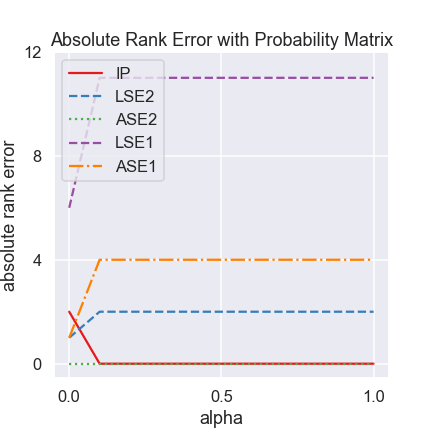 Absolute Rank Error with Probability Matrix
12
8
4
0
absolute rank error
IP
LSE2
ASE2
LSE1
ASE1
0.0
0.5
1.0
alpha